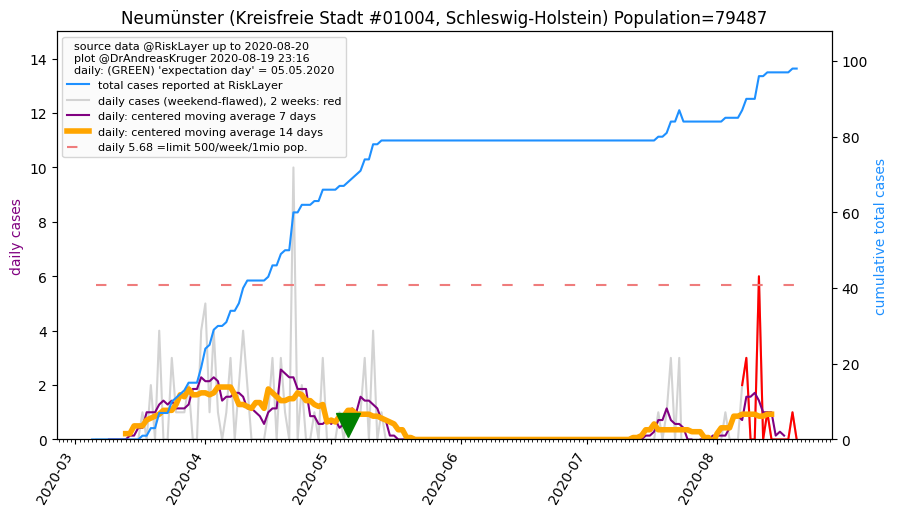 Neumünster (Kreisfreie Stadt #01004, Schleswig-Holstein) Population=79487
source data @RiskLayer up to 2020-08-20
plot @DrAndreasKruger 2020-08-19 23:16
daily: (GREEN) 'expectation day' = 05.05.2020
total cases reported at RiskLayer
daily cases (weekend-flawed), 2 weeks: red
daily: centered moving average 7 days
daily: centered moving average 14 days
daily 5.68 =limit 500/week/1mio pop.
daily cases
14
12
10
8
6
4
2
0
100
80
60
40
20
0
cumulative total cases
2020-03
2020-04
2020-05
2020-06
2020-07
2020-08